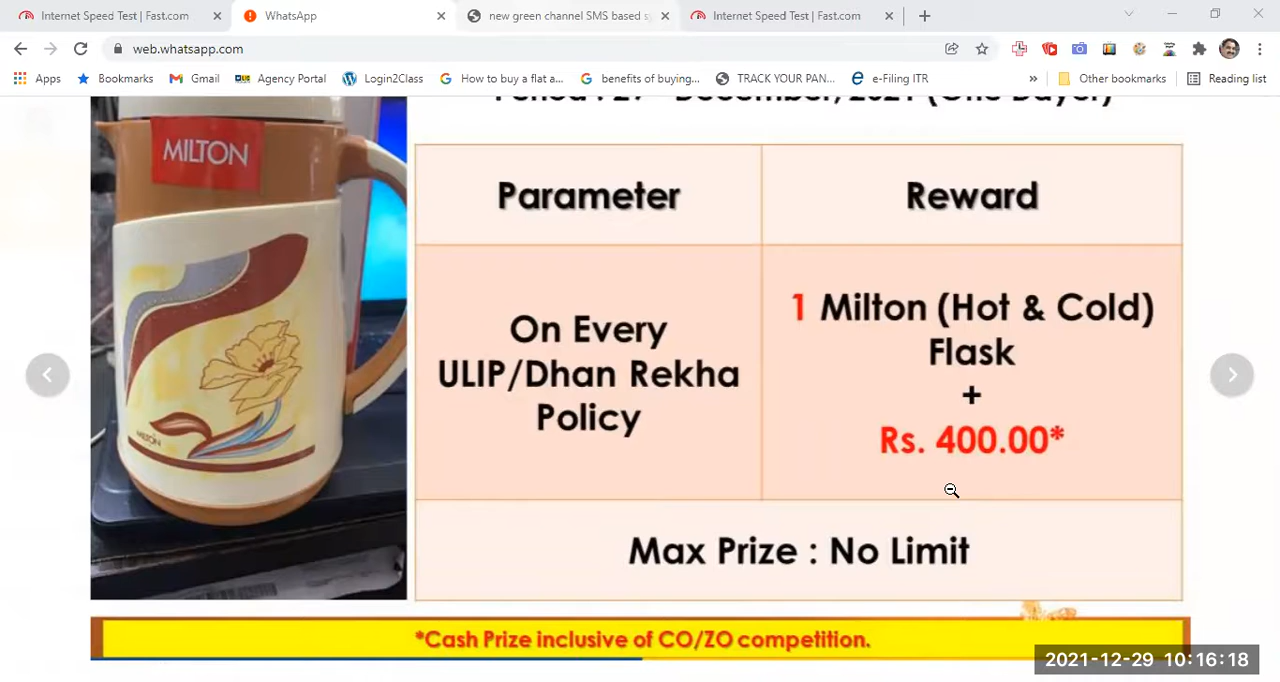 Internet Speed Test | Fast.com
WhatsApp
new green channel SMS based s
Internet Speed Test | Fast.com
web.whatsapp.com
Apps
Bookmarks
Gmail
Agency Portal
Login2Class
How to buy a flat a...
benefits of buying...
TRACK YOUR PAN...
e-Filing ITR
Other bookmarks
Reading list
MILTON
MILTON
Parameter
Reward
On Every
ULIP/Dhan Rekha
Policy
1 Milton (Hot & Cold)
Flask
+
Rs. 400.00*
Max Prize : No Limit
*Cash Prize inclusive of CO/ZO competition.
2021-12-29 10:16:18